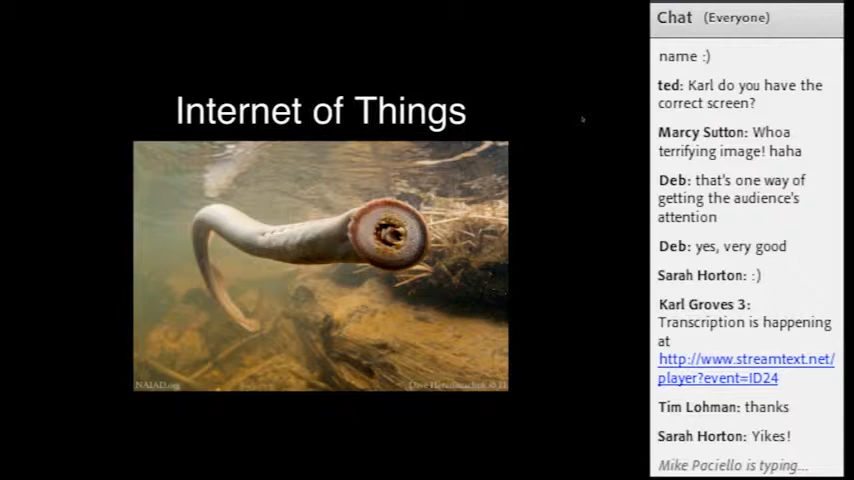 Internet of Things
NAIAD.org
Chat (Everyone)
name :)
ted: Karl do you have the
correct screen?
Marcy Sutton: Whoa
terrifying image! haha
Deb: that's one way of
getting the audience's
attention
Deb: yes, very good
Sarah Horton: :)
Karl Groves 3:
Transcription is happening
at
http://www.streamtext.net/
player?event=ID24
Tim Lohman: thanks
Sarah Horton: Yikes!
Mike Paciello is typing...